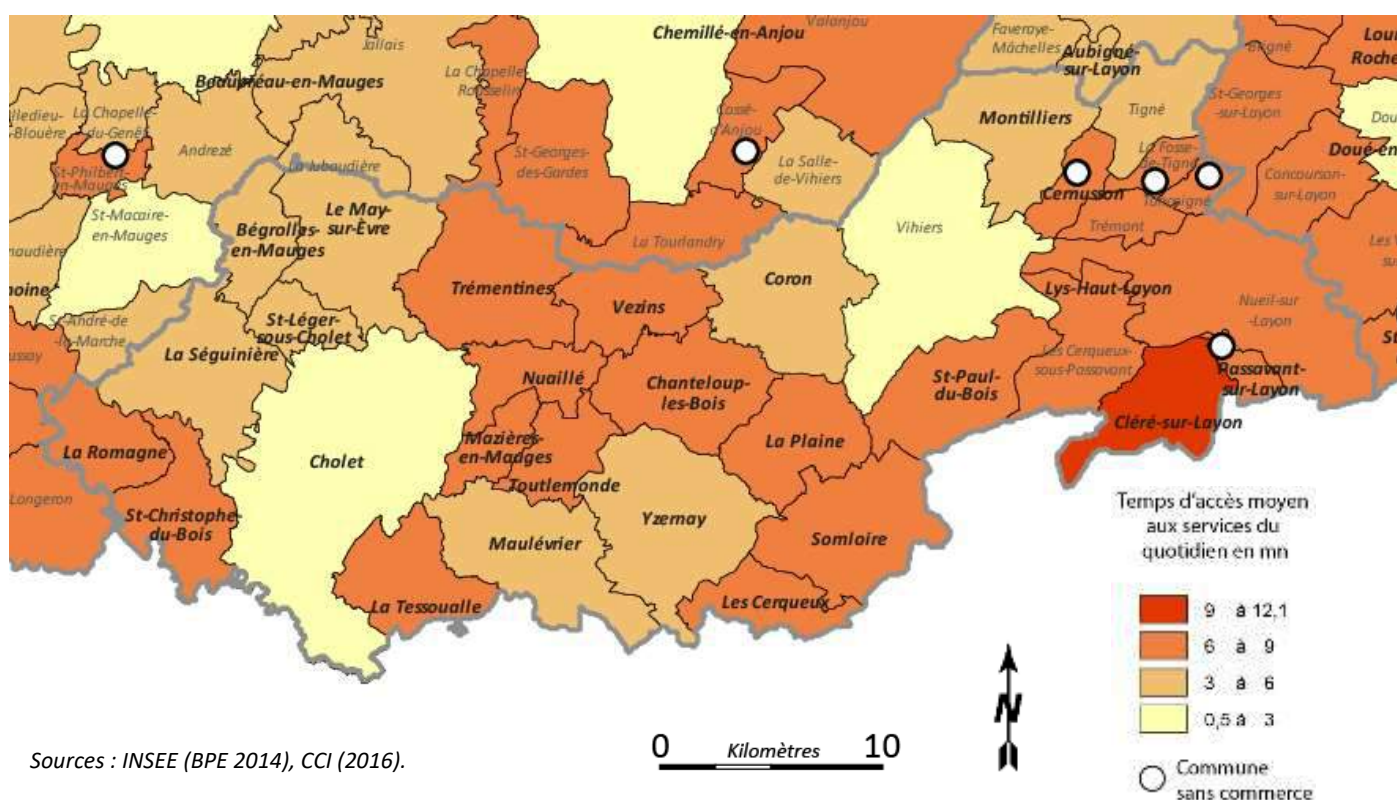 Valanjou
Chemillé-en-Anjou
Faveraye-
Mâchelles
Aubigné-
sur-Layon
Brigné
Jallais
Beaupréau-en-Mauges
La Chapelle-
Rousselin
La Chapelle-
du-Genêt
St-Philbert-
en-Mauges
Andrezé
La Jubaudière
St-Georges-
des-Gardes
Cossé-
d'Anjou
La Salle-
de-Vihiers
Montilliers
Tigné
St-Georges
-sur-Layon
La Fosse-
de-Tigné
Cernusson
Tancoigné
Trémont
Concourson-
sur-Layon
St-Macaire-
en-Mauges
Bégrolles-
en-Mauges
Le May-
sur-Èvre
La Tourlandry
Vihiers
Trémentines
Vezins
Coron
Lys-Haut-Layon
Nueil-sur
-Layon
St-André-de
-la-Marche
La Séguinière
St-Léger-
sous-Cholet
Les Cerqueux-
sous-Passavant
Passavant-
sur-Layon
Nuaillé
Chanteloup-
les-Bois
St-Paul-
du-Bois
Cléré-sur-Layon
La Romagne
Cholet
Mazières-
en-Mauges
Toutlemonde
La Plaine
Longeron
St-Christophe-
du-Bois
Yzernay
Maulévrier
Somloire
La Tessoualle
Les Cerqueux
Temps d'accès moyen
aux services du
quotidien en mn
9 à 12,1
6 à 9
3 à 6
0,5 à 3
Commune
sans commerce
N
0 Kilomètres 10
Sources : INSEE (BPE 2014), CCI (2016).